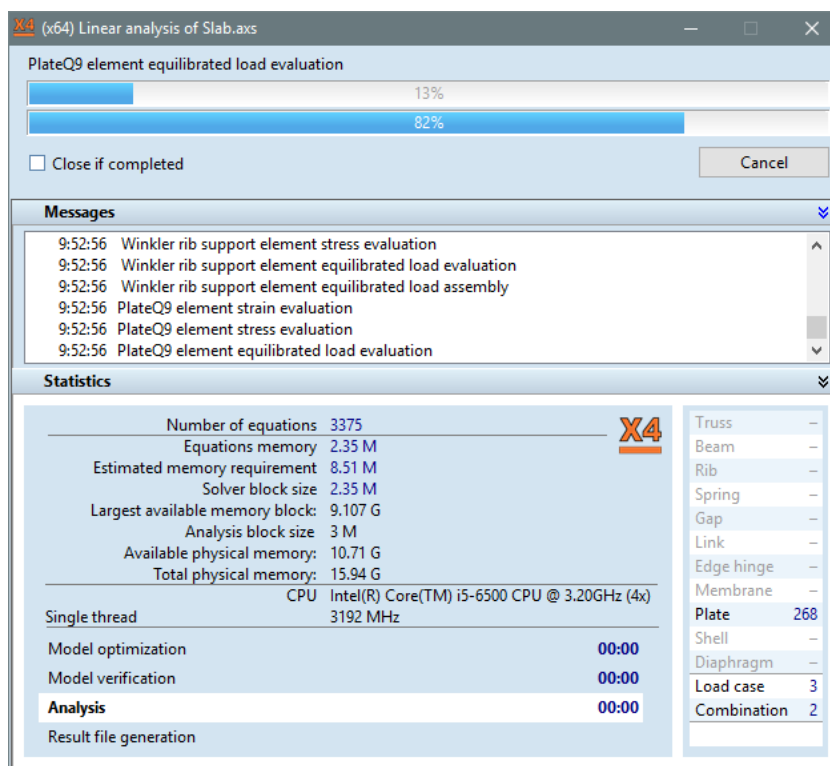 X4 (x64) Linear analysis of Slab.axs
PlateQ9 element equilibrated load evaluation
13%
82%
Close if completed
Cancel
Messages
9:52:56 Winkler rib support element stress evaluation
9:52:56 Winkler rib support element equilibrated load evaluation
9:52:56 Winkler rib support element equilibrated load assembly
9:52:56 PlateQ9 element strain evaluation
9:52:56 PlateQ9 element stress evaluation
9:52:56 PlateQ9 element equilibrated load evaluation
Statistics
X4
Number of equations 3375
Equations memory 2.35 M
Estimated memory requirement 8.51 M
Solver block size 2.35 M
Largest available memory block: 9.107 G
Analysis block size 3 M
Available physical memory: 10.71 G
Total physical memory: 15.94 G
CPU Intel(R) Core(TM) i5-6500 CPU @ 3.20GHz (4x)
Single thread 3192 MHz
Model optimization 00:00
Model verification 00:00
Analysis 00:00
Result file generation
Truss –
Beam –
Rib –
Spring –
Gap –
Link –
Edge hinge –
Membrane –
Plate 268
Shell –
Diaphragm –
Load case 3
Combination 2